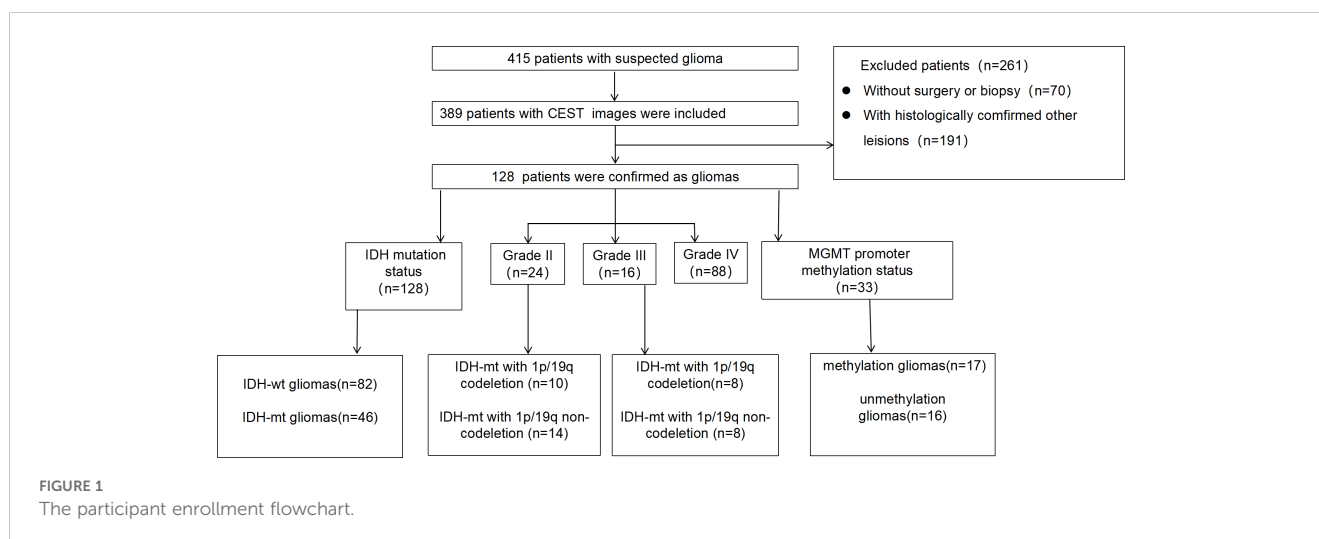 415 patients with suspected glioma
389 patients with CEST images were included
Excluded patients (n=261)
● Without surgery or biopsy (n=70)
● With histologically comfirmed other
leisions (n=191)
128 patients were confirmed as gliomas
IDH mutation
status
(n=128)
Grade II
(n=24)
Grade III
(n=16)
Grade IV
(n=88)
MGMT promoter
methylation status
(n=33)
IDH-wt gliomas(n=82)
IDH-mt gliomas(n=46)
IDH-mt with 1p/19q
codeletion (n=10)
IDH-mt with 1p/19q non-
codeletion (n=14)
IDH-mt with 1p/19q
codeletion(n=8)
IDH-mt with 1p/19q non-
codeletion (n=8)
methylation gliomas(n=17)
unmethylation
gliomas(n=16)
FIGURE 1
The participant enrollment flowchart.